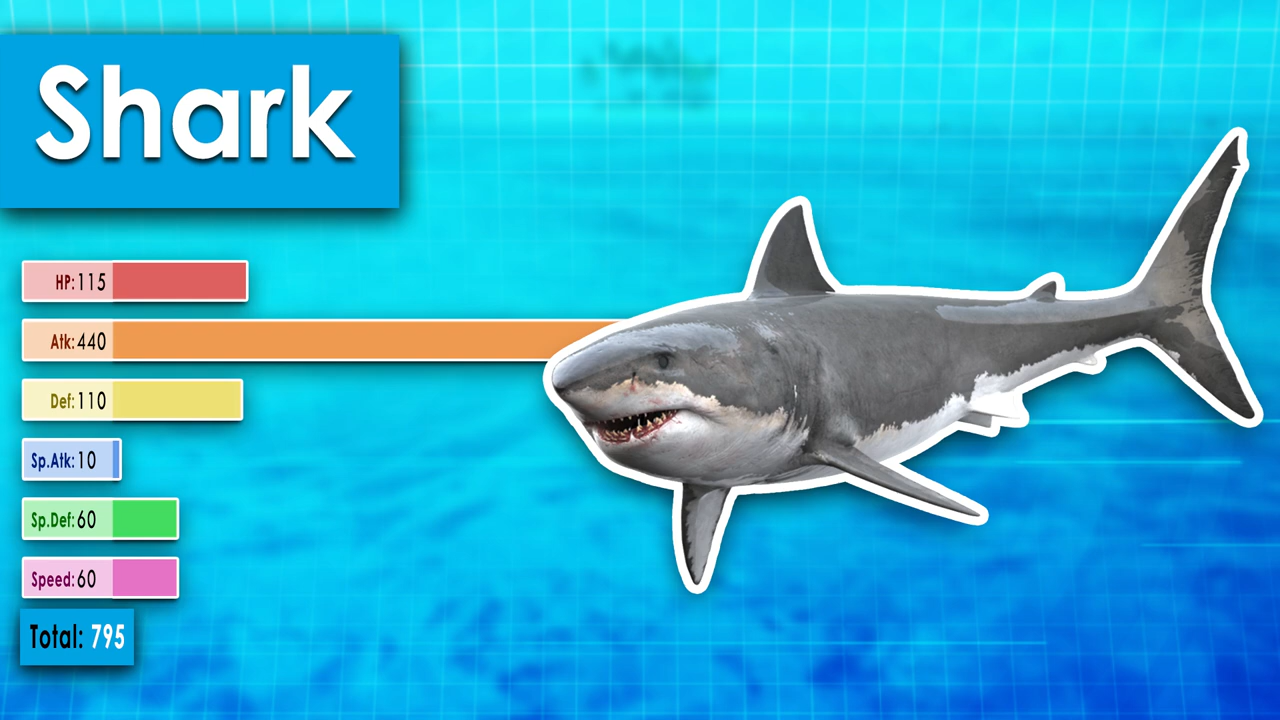 Shark
HP: 115
Atk: 440
Def: 110
Sp.Atk: 10
Sp.Def: 60
Speed: 60
Total: 795